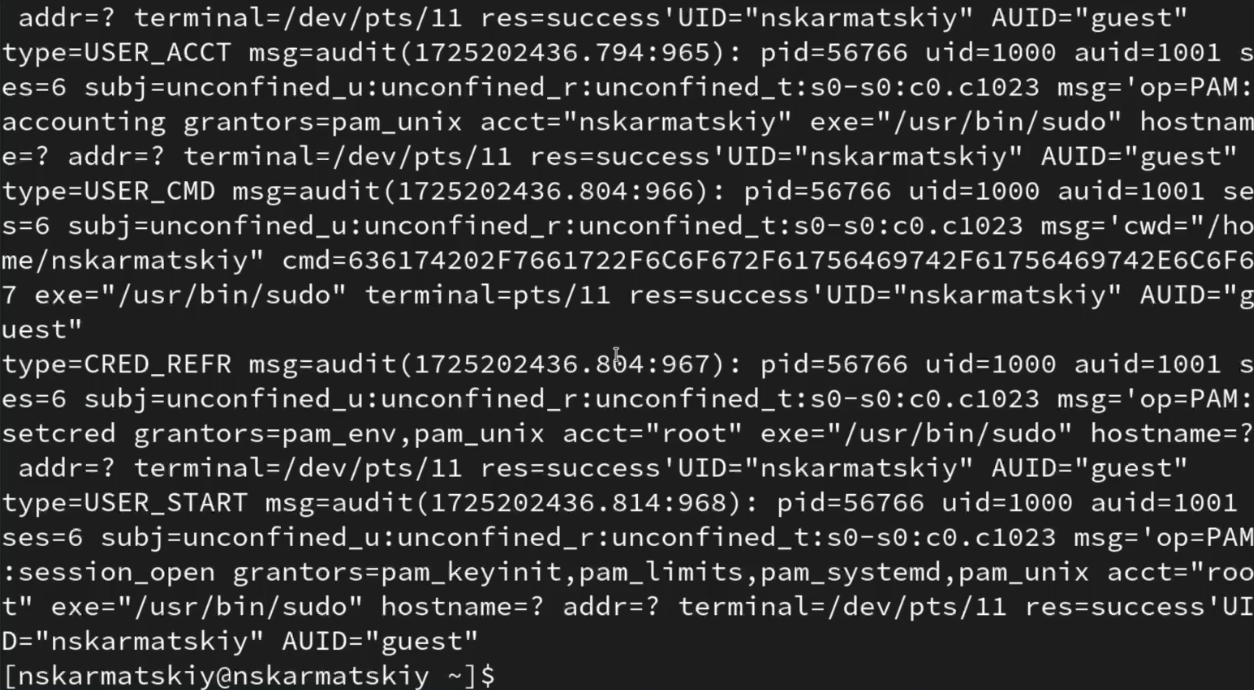 addr=? terminal=/dev/pts/11 res=success'UID="nskarmatskiy" AUID="guest"
type=USER_ACCT msg=audit(1725202436.794:965): pid=56766 uid=1000 auid=1001 s
es=6 subj=unconfined_u:unconfined_r:unconfined_t:s0-s0:c0.c1023 msg='op=PAM:
accounting grantors=pam_unix acct="nskarmatskiy" exe="/usr/bin/sudo" hostnam
e=? addr=? terminal=/dev/pts/11 res=success'UID="nskarmatskiy" AUID="guest"
type=USER_CMD msg=audit(1725202436.804:966): pid=56766 uid=1000 auid=1001 se
s=6 subj=unconfined_u:unconfined_r:unconfined_t:s0-s0:c0.c1023 msg='cwd="/ho
me/nskarmatskiy" cmd=636174202F7661722F6C6F672F61756469742F61756469742E6C6F6
7 exe="/usr/bin/sudo" terminal=pts/11 res=success'UID="nskarmatskiy" AUID="g
uest"
type=CRED_REFR msg=audit(1725202436.804:967): pid=56766 uid=1000 auid=1001 s
es=6 subj=unconfined_u:unconfined_r:unconfined_t:s0-s0:c0.c1023 msg='op=PAM:
setcred grantors=pam_env,pam_unix acct="root" exe="/usr/bin/sudo" hostname=?
 addr=? terminal=/dev/pts/11 res=success'UID="nskarmatskiy" AUID="guest"
type=USER_START msg=audit(1725202436.814:968): pid=56766 uid=1000 auid=1001
ses=6 subj=unconfined_u:unconfined_r:unconfined_t:s0-s0:c0.c1023 msg='op=PAM
:session_open grantors=pam_keyinit,pam_limits,pam_systemd,pam_unix acct="roo
t" exe="/usr/bin/sudo" hostname=? addr=? terminal=/dev/pts/11 res=success'UI
D="nskarmatskiy" AUID="guest"
[nskarmatskiy@nskarmatskiy ~]$